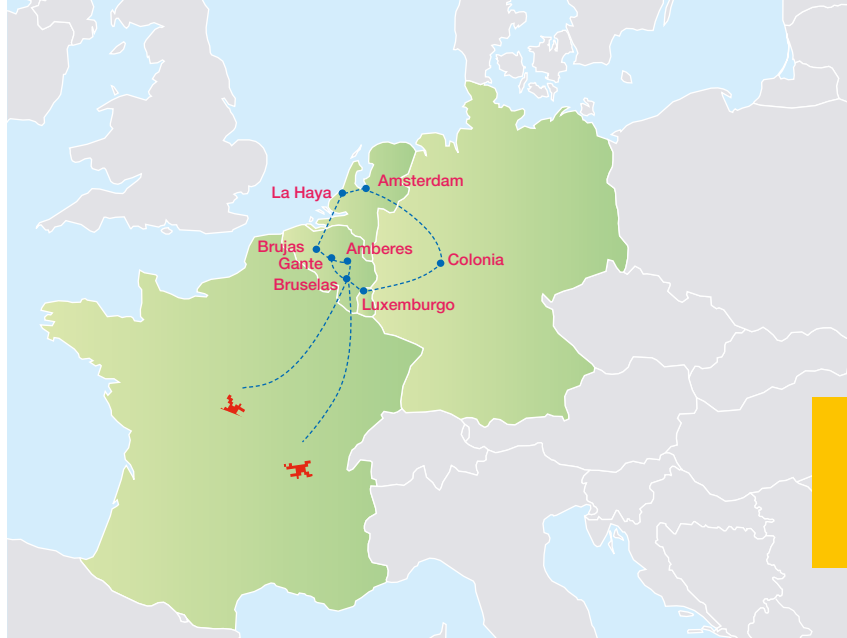 Amsterdam
La Haya
Brujas
Amberes
Gante
Colonia
Bruselas
Luxemburgo